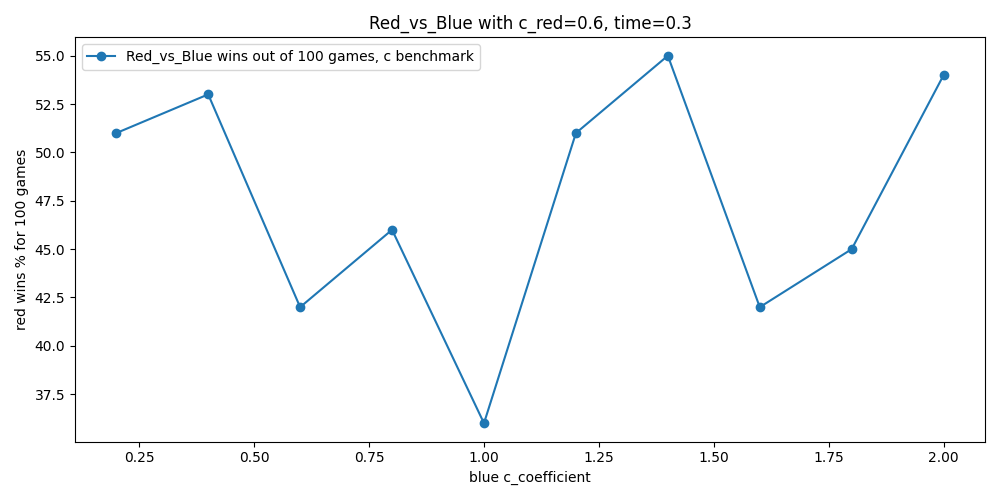 Red_vs_Blue with c_red=0.6, time=0.3
Red_vs_Blue wins out of 100 games, c benchmark
red wins % for 100 games
55.0
52.5
50.0
47.5
45.0
42.5
40.0
37.5
0.25 0.50 0.75 1.00 1.25 1.50 1.75 2.00
blue c_coefficient